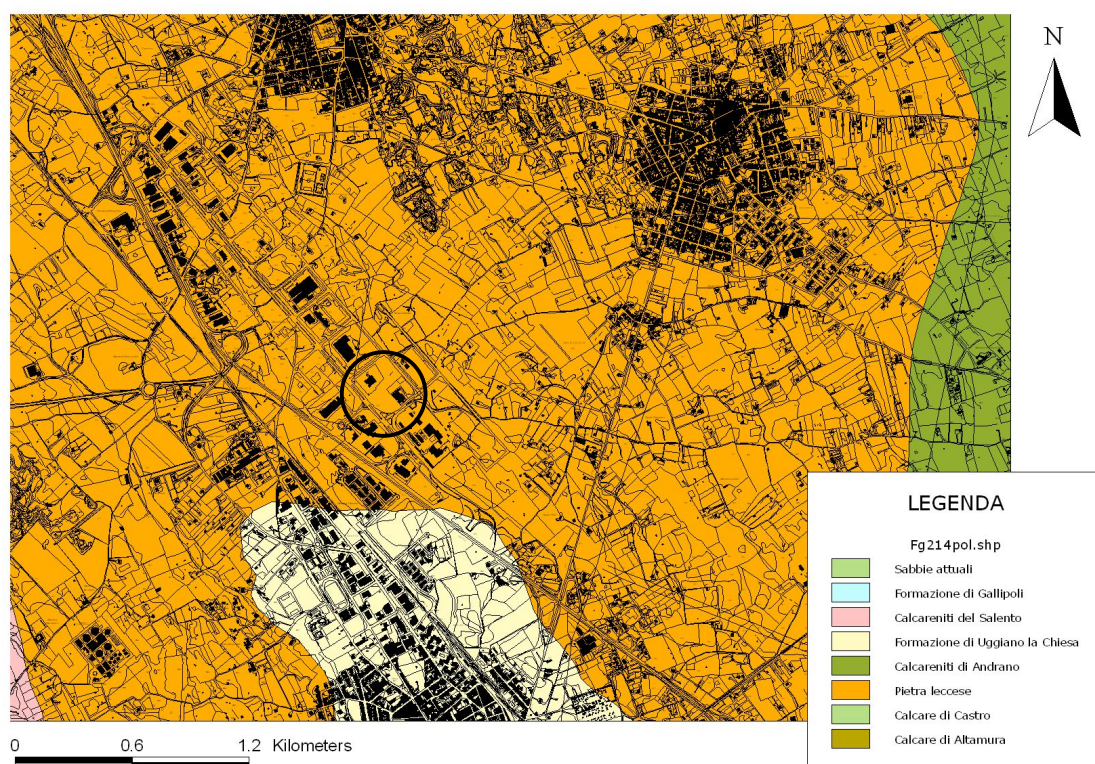 N
LEGENDA
Fg214pol.shp
Sabbie attuali
Formazione di Gallipoli
Calcareniti del Salento
Formazione di Uggiano la Chiesa
Calcareniti di Andrano
Pietra leccese
Calcare di Castro
Calcare di Altamura
0 0.6 1.2 Kilometers